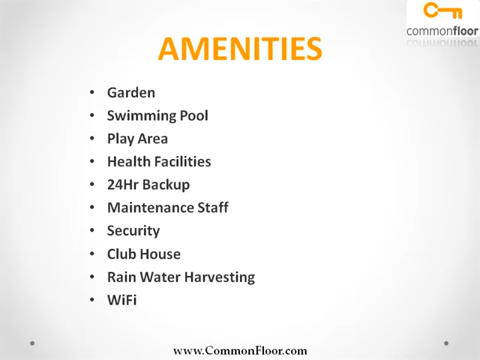 commonfloor
AMENITIES
• Garden
• Swimming Pool
• Play Area
• Health Facilities
• 24Hr Backup
• Maintenance Staff
• Security
• Club House
• Rain Water Harvesting
• WiFi
www.CommonFloor.com